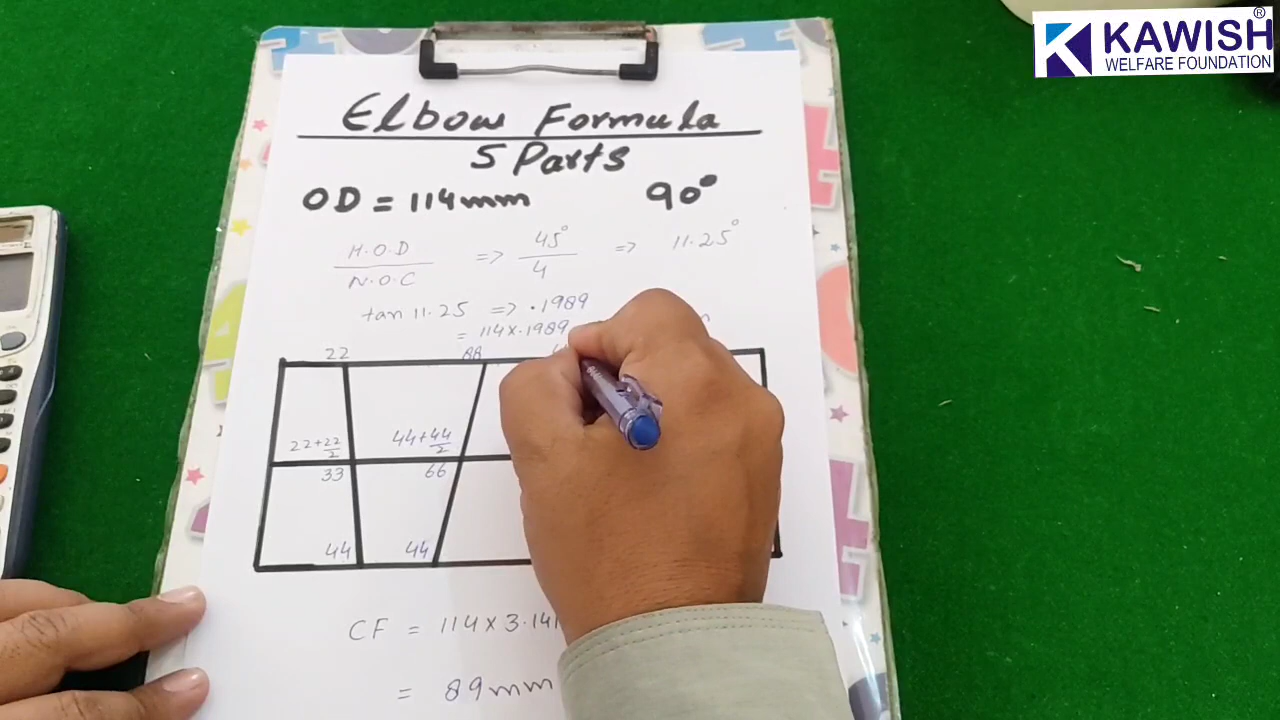 KAWISH ®
WELFARE FOUNDATION
Elbow Formula
5 Parts
OD = 114mm 90°
H.O.D => 45° => 11.25°
N.O.C 4
tan 11.25 => .1989
= 114x.1989
22 88
22+22/2 44+44/2
33 66
44 44
CF = 114 x 3.141
= 89mm